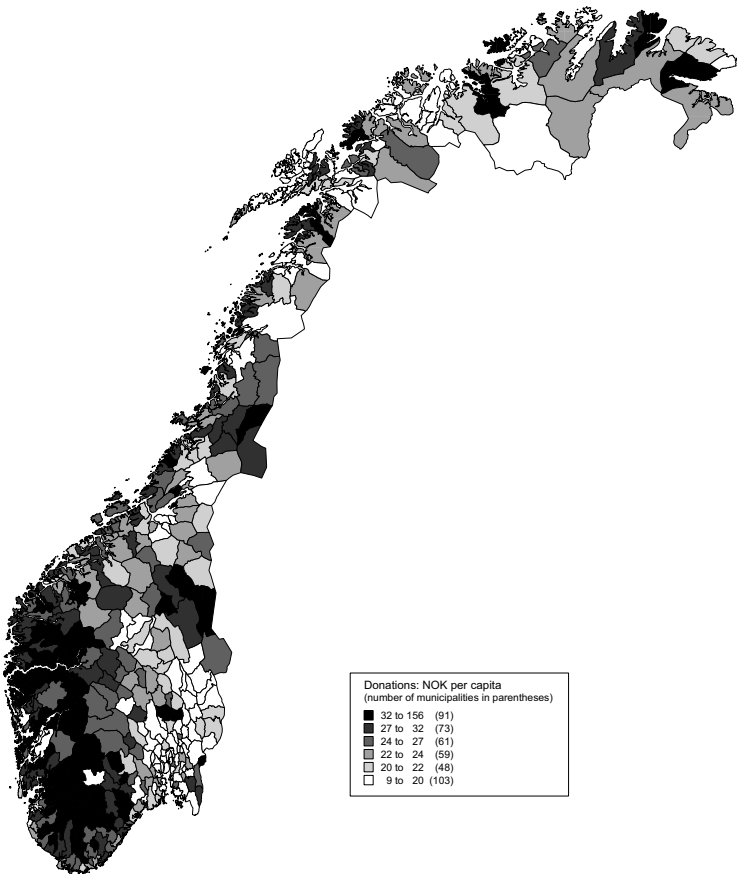 Donations: NOK per capita
(number of municipalities in parentheses)
32 to 156 (91)
27 to 32 (73)
24 to 27 (61)
22 to 24 (59)
20 to 22 (48)
9 to 20 (103)